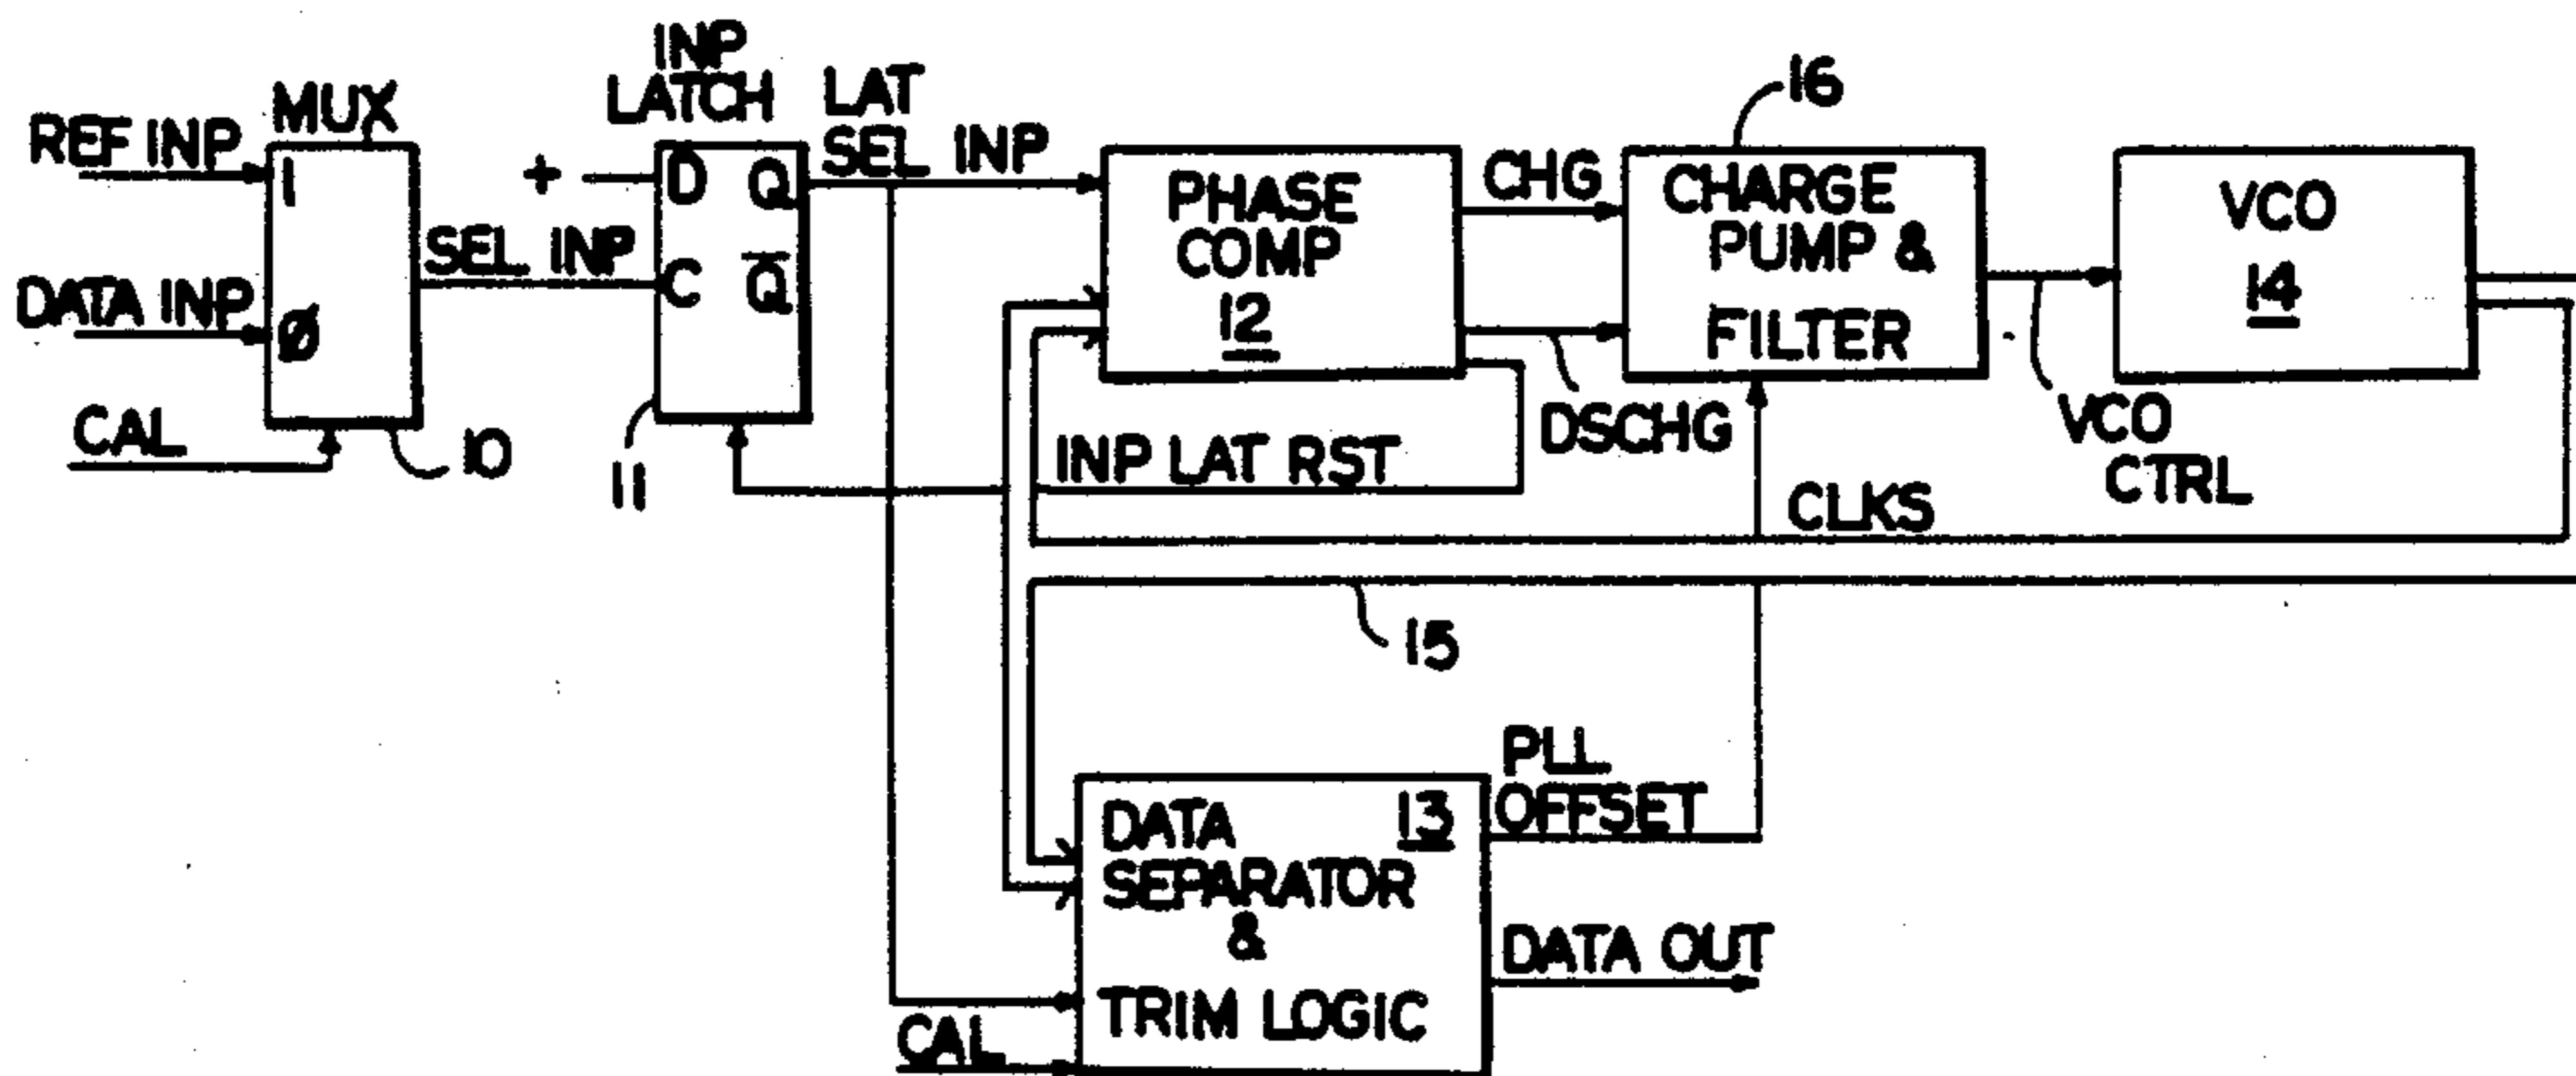 REF INP
DATA INP
CAL
MUX
1
Ø
10
SEL INP
INP
LATCH
+
D Q
C Q̅
11
LAT
SEL INP
PHASE
COMP
12
INP LAT RST
CHG
DSCHG
16
CHARGE
PUMP &
FILTER
CLKS
VCO
CTRL
VCO
14
15
DATA
SEPARATOR
&
TRIM LOGIC
13
CAL
PLL
OFFSET
DATA OUT